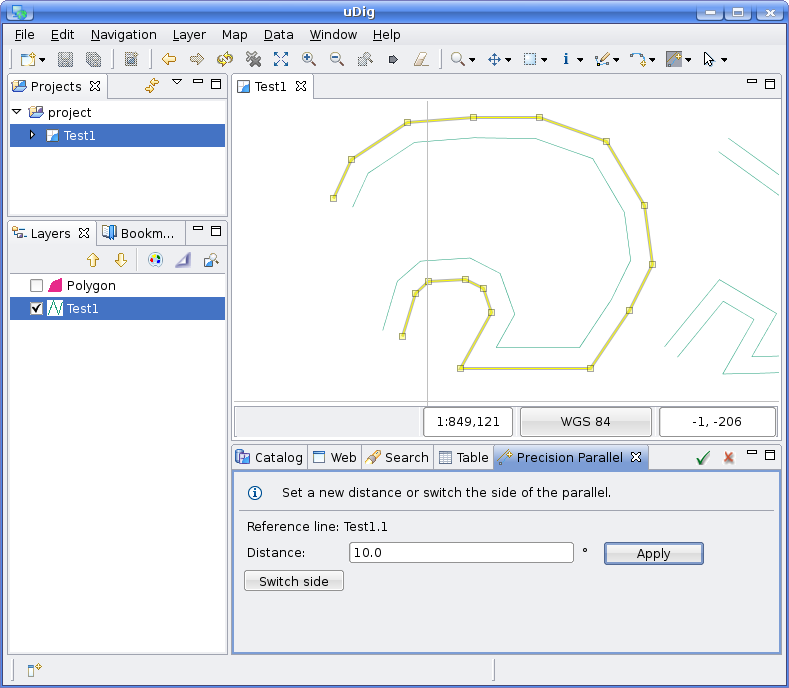 uDig
File Edit Navigation Layer Map Data Window Help
Projects
project
Test1
Layers
Bookm...
Polygon
Test1
Test1
1:849,121
WGS 84
-1, -206
Catalog
Web
Search
Table
Precision Parallel
Set a new distance or switch the side of the parallel.
Reference line: Test1.1
Distance: 10.0 ° Apply
Switch side